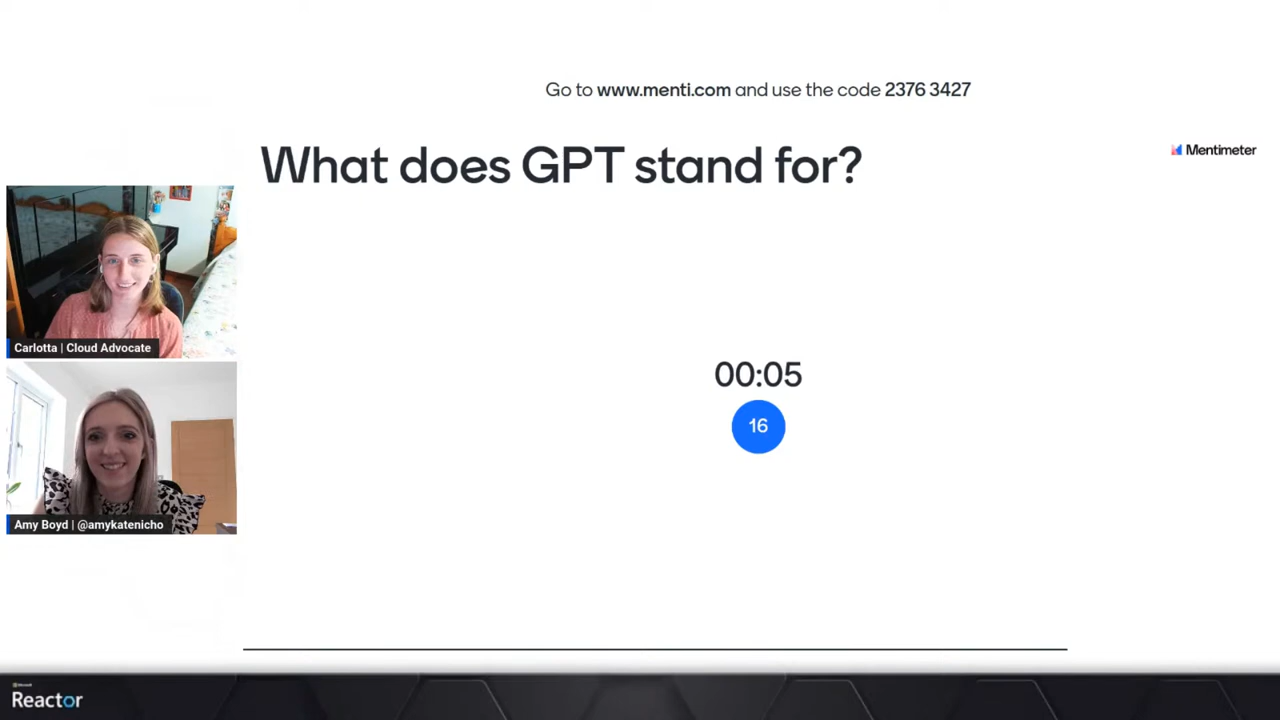 Go to www.menti.com and use the code 2376 3427
What does GPT stand for?
Mentimeter
Carlotta | Cloud Advocate
00:05
16
Amy Boyd | @amykatenicho
Microsoft
Reactor